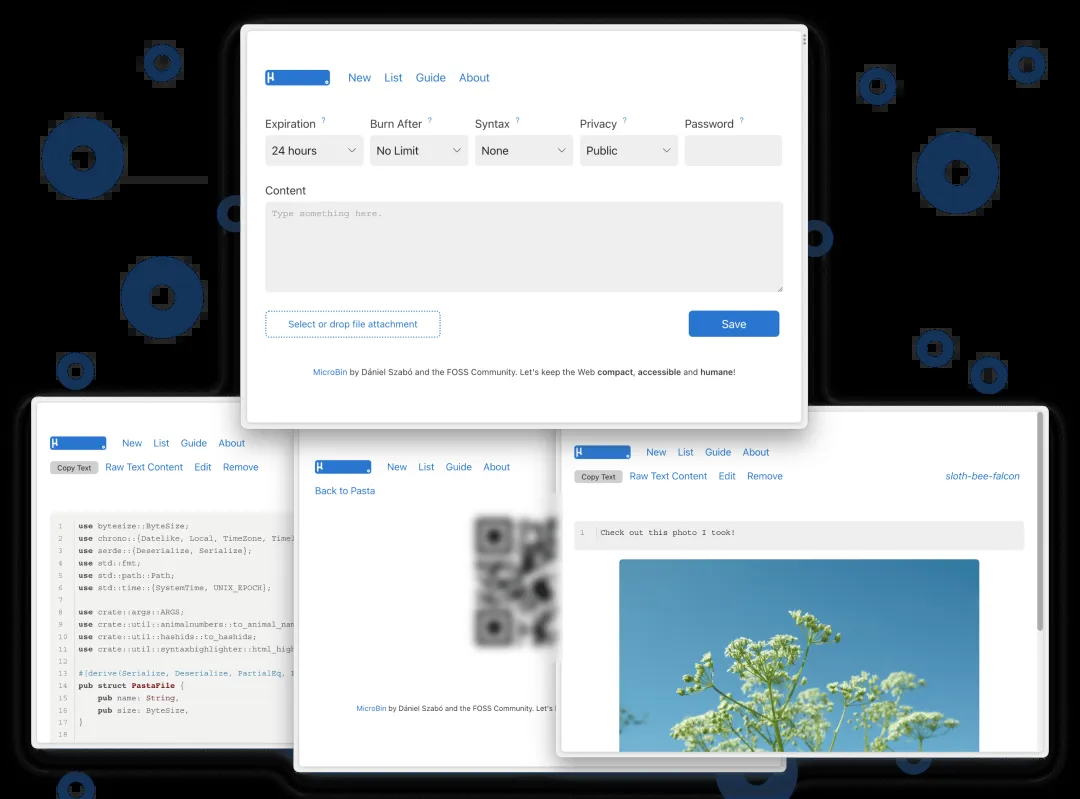 μ New List Guide About
Expiration ? Burn After ? Syntax ? Privacy ? Password ?
24 hours No Limit None Public
Content
Type something here.
Select or drop file attachment Save
MicroBin by Dániel Szabó and the FOSS Community. Let's keep the Web compact, accessible and humane!
μ New List Guide About
Copy Text Raw Text Content Edit Remove
1 use bytesize::ByteSize;
2 use chrono::{Datelike, Local, TimeZone,
3 use serde::{Deserialize, Serialize};
4 use std::fmt;
5 use std::path::Path;
6 use std::time::{SystemTime, UNIX_EPOCH};
7
8 use crate::args::ARGS;
9 use crate::util::animalnumbers::to_animal_
10 use crate::util::hashids::to_hashids;
11 use crate::util::syntaxhighlighter::html_
12
13 #[derive(Serialize, Deserialize, PartialEq,
14 pub struct PastaFile {
15 pub name: String,
16 pub size: ByteSize,
17 }
18
μ New List Guide About
Back to Pasta
MicroBin by Dániel Szabó and the FOSS Community. Let's
μ New List Guide About
Copy Text Raw Text Content Edit Remove sloth-bee-falcon
1 Check out this photo I took!